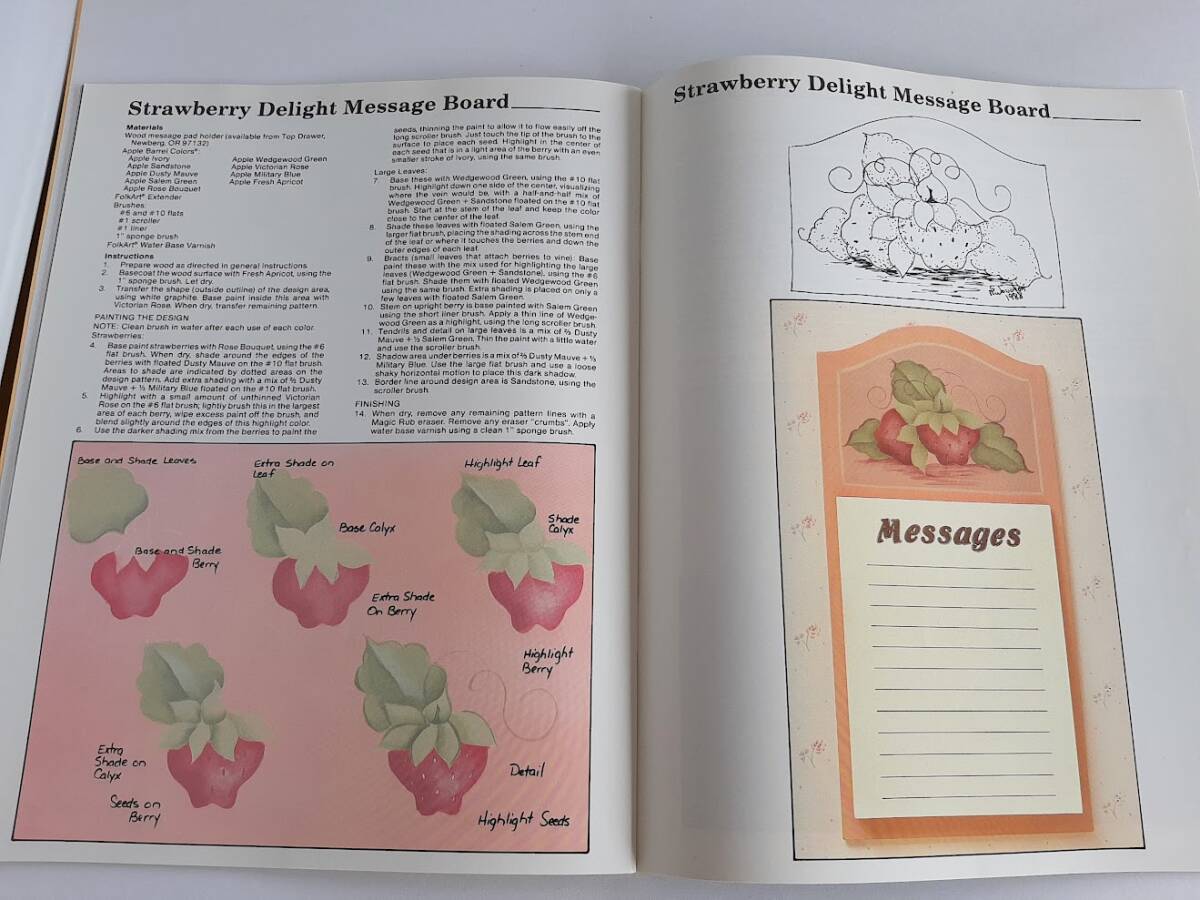 Strawberry Delight Message Board
Materials
Wood message pad holder (available from Top Drawer,
Newberg, OR 97132)
Apple Barrel Colors®:
Apple Ivory
Apple Sandstone
Apple Dusty Mauve
Apple Salem Green
Apple Rose Bouquet
Apple Wedgewood Green
Apple Victorian Rose
Apple Military Blue
Apple Fresh Apricot
FolkArt® Extender
Brushes:
#6 and #10 flats
#1 scroller
#1 liner
1" sponge brush
FolkArt® Water Base Varnish
Instructions
1. Prepare wood as directed in general instructions.
2. Basecoat the wood surface with Fresh Apricot, using the
1" sponge brush. Let dry.
3. Transfer the shape (outside outline) of the design area,
using white graphite. Base paint inside this area with
Victorian Rose. When dry, transfer remaining pattern.
PAINTING THE DESIGN
NOTE: Clean brush in water after each use of each color.
Strawberries:
4. Base paint strawberries with Rose Bouquet, using the #6
flat brush. When dry, shade around the edges of the
berries with floated Dusty Mauve on the #10 flat brush.
Areas to shade are indicated by dotted areas on the
design pattern. Add extra shading with a mix of ⅔ Dusty
Mauve + ⅓ Military Blue floated on the #10 flat brush.
5. Highlight with a small amount of unthinned Victorian
Rose on the #6 flat brush; lightly brush this in the largest
area of each berry, wipe excess paint off the brush, and
blend slightly around the edges of this highlight color.
6. Use the darker shading mix from the berries to paint the
seeds, thinning the paint to allow it to flow easily off the
long scroller brush. Just touch the tip of the brush to the
surface to place each seed. Highlight in the center of
each seed that is in a light area of the berry with an even
smaller stroke of Ivory, using the same brush.
Large Leaves:
7. Base these with Wedgewood Green, using the #10 flat
brush. Highlight down one side of the center, visualizing
where the vein would be, with a half-and-half mix of
Wedgewood Green + Sandstone floated on the #10 flat
brush. Start at the stem of the leaf and keep the color
close to the center of the leaf.
8. Shade these leaves with floated Salem Green, using the
larger flat brush, placing the shading across the stem end
of the leaf or where it touches the berries and down the
outer edges of each leaf.
9. Bracts (small leaves that attach berries to vine): Base
paint these with the mix used for highlighting the large
leaves (Wedgewood Green + Sandstone), using the #6
flat brush. Shade them with floated Wedgewood Green
using the same brush. Extra shading is placed on only a
few leaves with floated Salem Green.
10. Stem on upright berry is base painted with Salem Green
using the short liner brush. Apply a thin line of Wedge-
wood Green as a highlight, using the long scroller brush.
11. Tendrils and detail on large leaves is a mix of ⅔ Dusty
Mauve + ⅓ Salem Green. Thin the paint with a little water
and use the scroller brush.
12. Shadow area under berries is a mix of ⅔ Dusty Mauve + ⅓
Military Blue. Use the large flat brush and use a loose
shaky horizontal motion to place this dark shadow.
13. Border line around design area is Sandstone, using the
scroller brush.
FINISHING
14. When dry, remove any remaining pattern lines with a
Magic Rub eraser. Remove any eraser "crumbs". Apply
water base varnish using a clean 1" sponge brush.
Base and Shade Leaves
Base and Shade
Berry
Extra Shade on
Leaf
Base Calyx
Extra Shade
On Berry
Highlight Leaf
Shade
Calyx
Highlight
Berry
Extra
Shade on
Calyx
Seeds on
Berry
Detail
Highlight Seeds
Strawberry Delight Message Board
1988
Messages